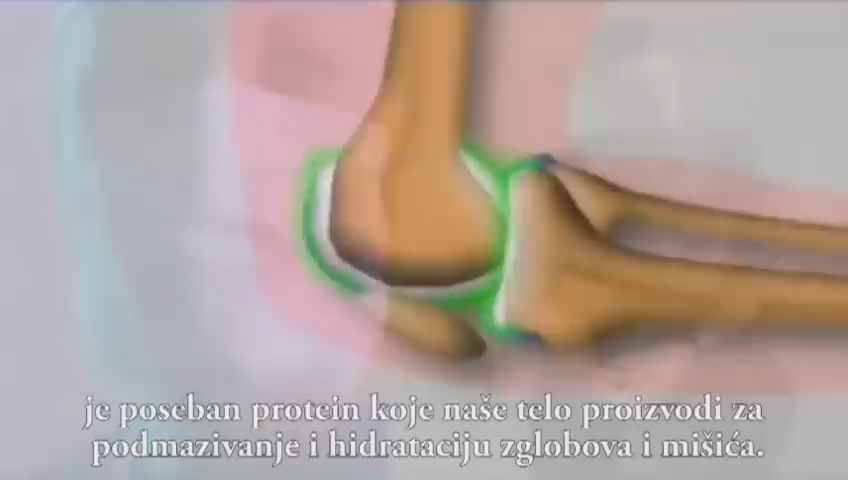 je poseban protein koje naše telo proizvodi za
podmazivanje i hidrataciju zglobova i mišića.